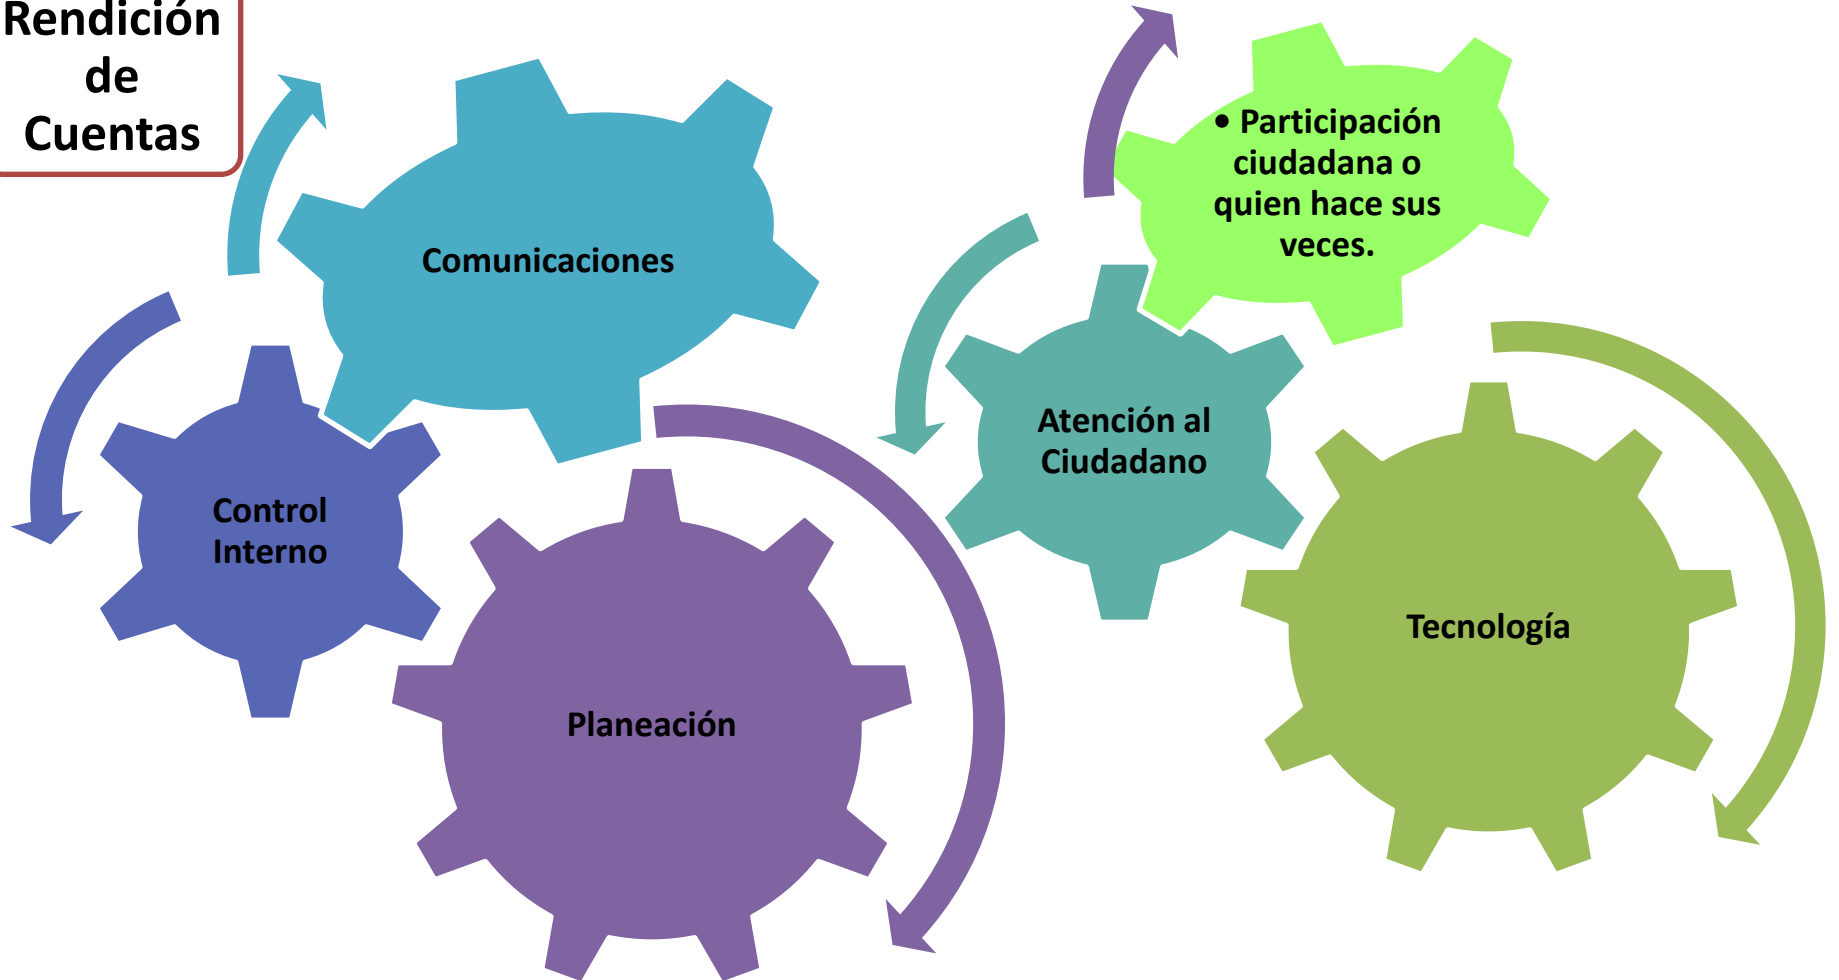 Rendición
de
Cuentas
Comunicaciones
Control
Interno
Planeación
• Participación
ciudadana o
quien hace sus
veces.
Atención al
Ciudadano
Tecnología